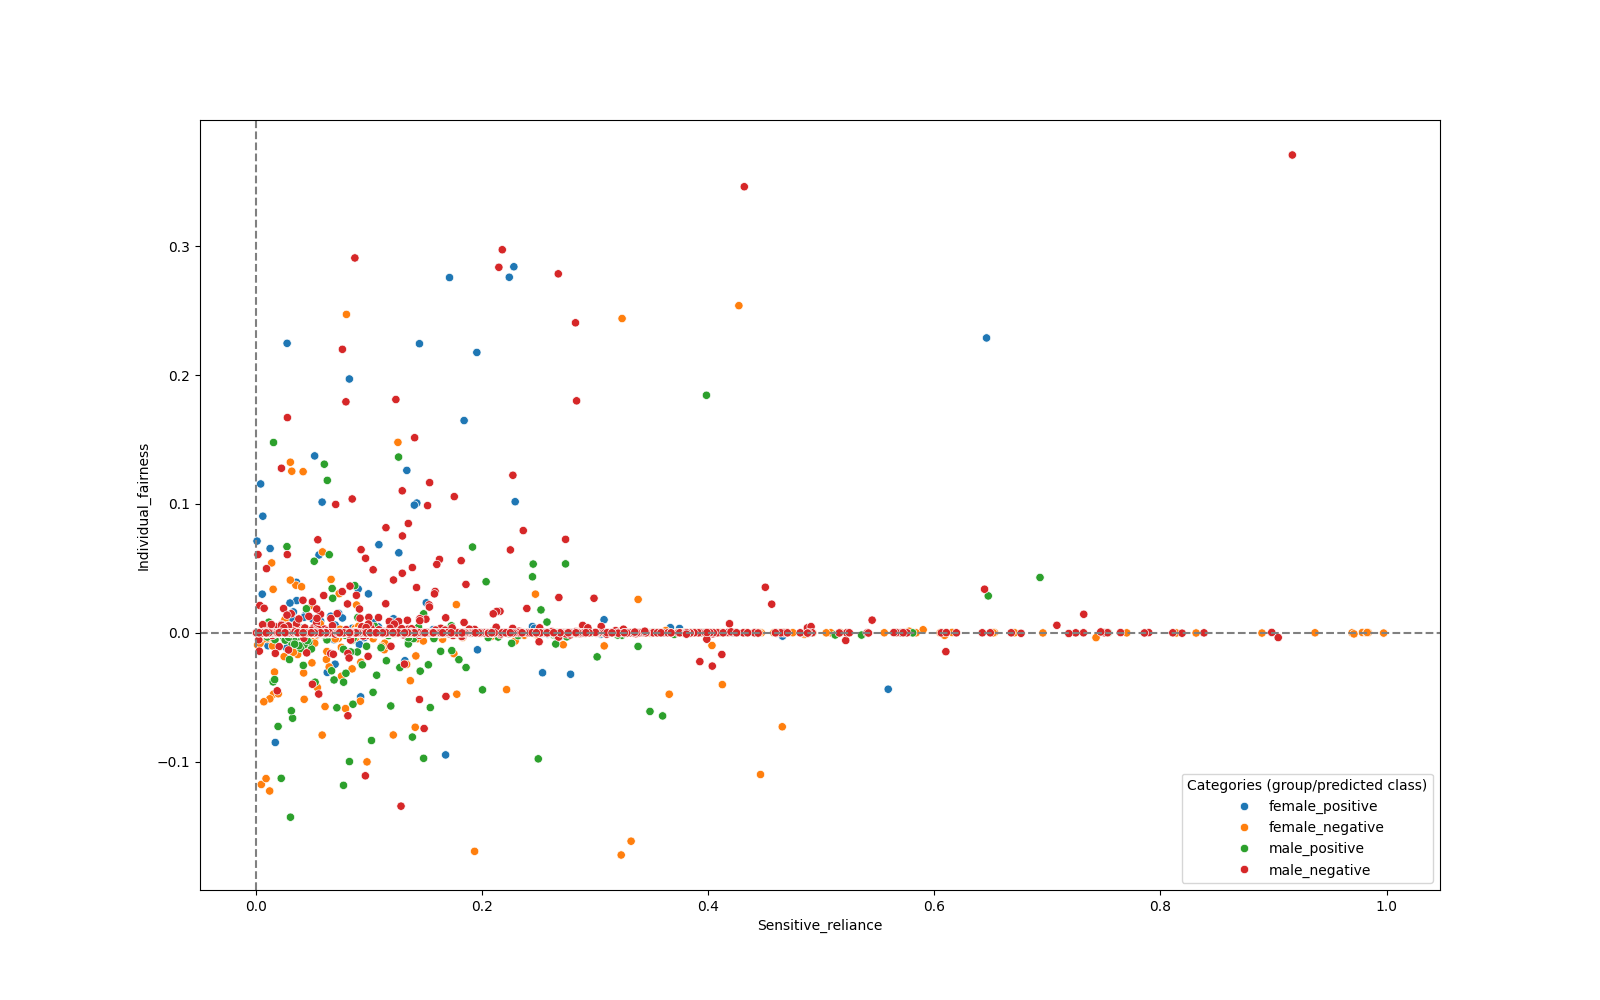 0.3
0.2
0.1
0.0
−0.1
Individual_fairness
0.0
0.2
0.4
0.6
0.8
1.0
Sensitive_reliance
Categories (group/predicted class)
female_positive
female_negative
male_positive
male_negative